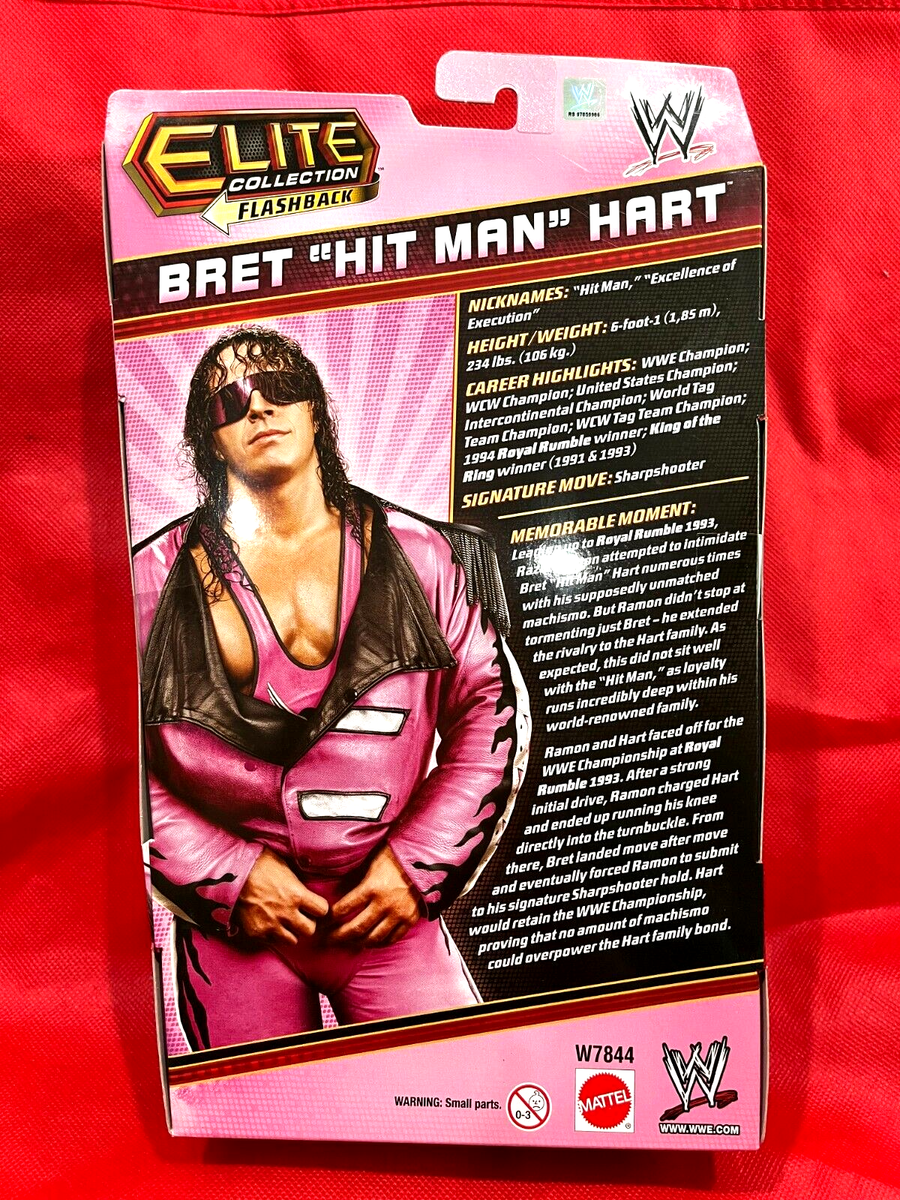 W
RB 87859964
W
ELITE
COLLECTION
FLASHBACK
BRET “HIT MAN” HART™
NICKNAMES: “Hit Man,” “Excellence of
Execution”
HEIGHT/WEIGHT: 6-foot-1 (1,85 m),
234 lbs. (106 kg.)
CAREER HIGHLIGHTS: WWE Champion;
WCW Champion; United States Champion;
Intercontinental Champion; World Tag
Team Champion; WCW Tag Team Champion;
1994 Royal Rumble winner; King of the
Ring winner (1991 & 1993)
SIGNATURE MOVE: Sharpshooter
MEMORABLE MOMENT:
up to Royal Rumble 1993,
attempted to intimidate
Bret “Hit Man” Hart numerous times
with his supposedly unmatched
machismo. But Ramon didn’t stop at
tormenting just Bret – he extended
the rivalry to the Hart family. As
expected, this did not sit well
with the “Hit Man,” as loyalty
runs incredibly deep within his
world-renowned family.
Ramon and Hart faced off for the
WWE Championship at Royal
Rumble 1993. After a strong
initial drive, Ramon charged Hart
and ended up running his knee
directly into the turnbuckle. From
there, Bret landed move after move
and eventually forced Ramon to submit
to his signature Sharpshooter hold. Hart
would retain the WWE Championship,
proving that no amount of machismo
could overpower the Hart family bond.
WARNING: Small parts.
0-3
W7844
MATTEL
®
W
WWW.WWE.COM